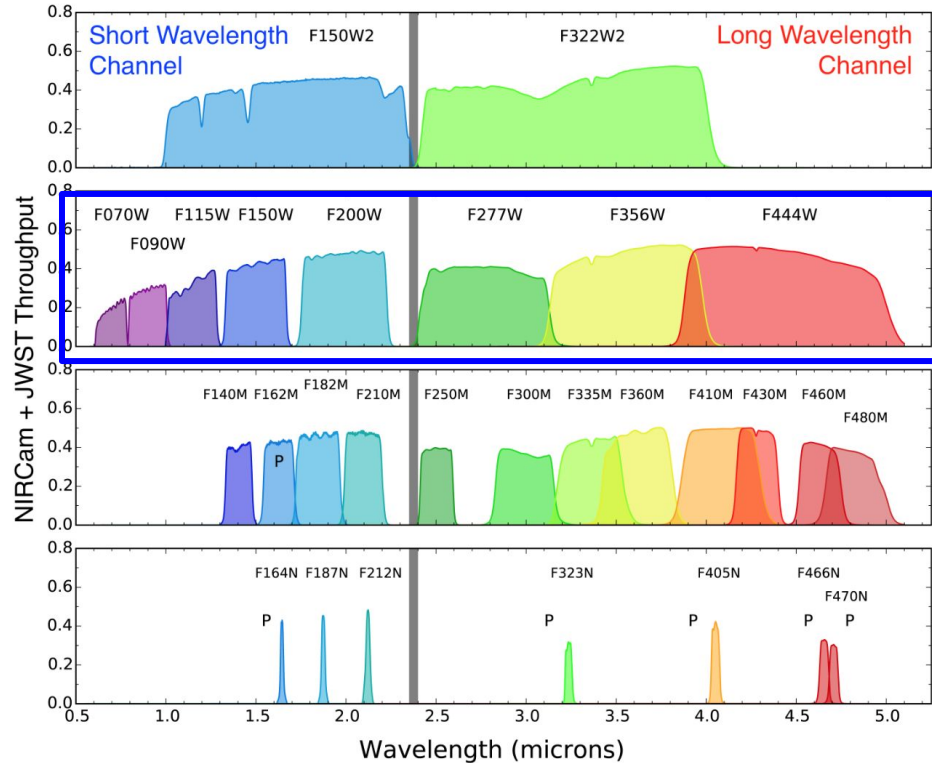 NIRCam + JWST Throughput
0.8
0.6
0.4
0.2
0.0
Short Wavelength
Channel
F150W2
F322W2
Long Wavelength
Channel
0.8
0.6
0.4
0.2
0.0
F070W
F090W
F115W
F150W
F200W
F277W
F356W
F444W
0.8
0.6
0.4
0.2
0.0
F140M
F162M
P
F182M
F210M
F250M
F300M
F335M
F360M
F410M
F430M
F460M
F480M
0.8
0.6
0.4
0.2
0.0
F164N
P
F187N
F212N
F323N
P
F405N
P
F466N
P
F470N
P
0.5
1.0
1.5
2.0
2.5
3.0
3.5
4.0
4.5
5.0
Wavelength (microns)